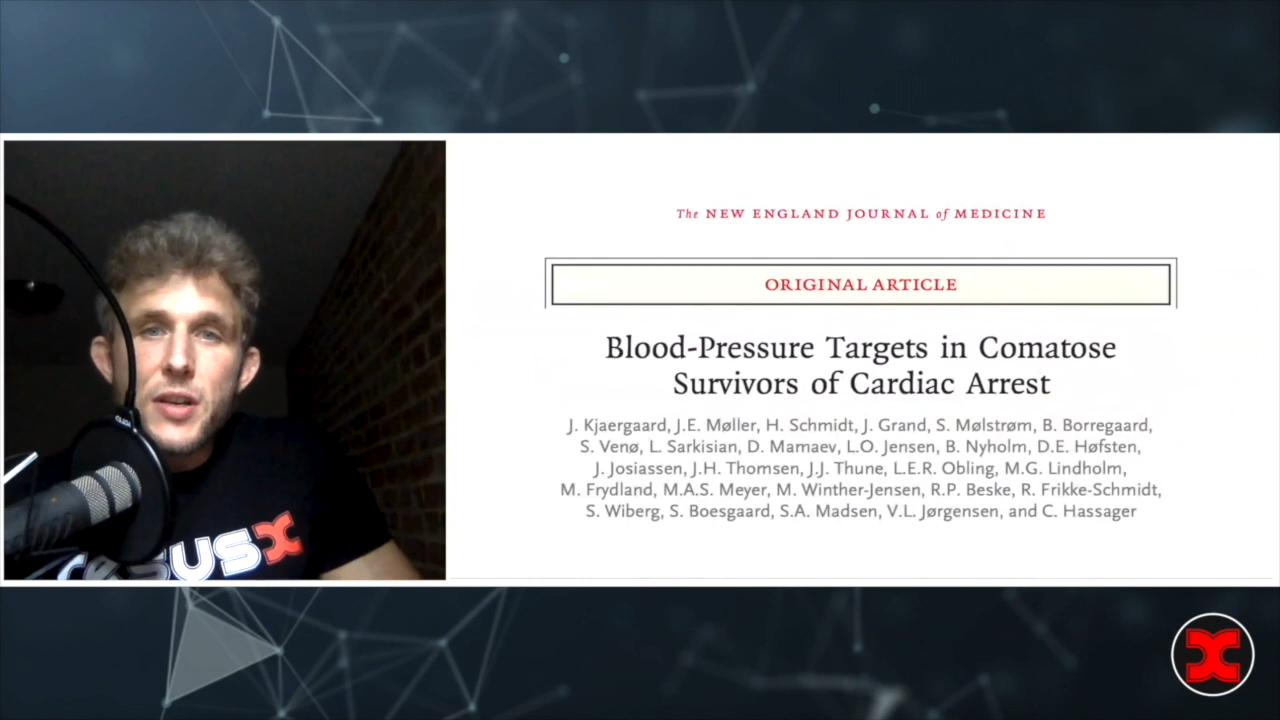 The NEW ENGLAND JOURNAL of MEDICINE
ORIGINAL ARTICLE
Blood-Pressure Targets in Comatose
Survivors of Cardiac Arrest
J. Kjaergaard, J.E. Møller, H. Schmidt, J. Grand, S. Mølstrøm, B. Borregaard,
S. Venø, L. Sarkisian, D. Mamaev, L.O. Jensen, B. Nyholm, D.E. Høfsten,
J. Josiassen, J.H. Thomsen, J.J. Thune, L.E.R. Obling, M.G. Lindholm,
M. Frydland, M.A.S. Meyer, M. Winther-Jensen, R.P. Beske, R. Frikke-Schmidt,
S. Wiberg, S. Boesgaard, S.A. Madsen, V.L. Jørgensen, and C. Hassager